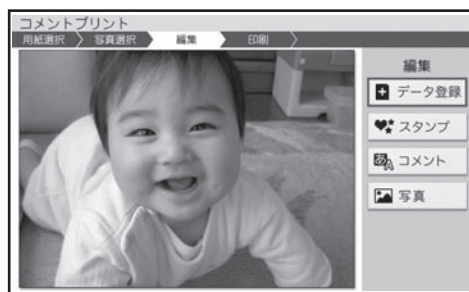 コメントプリント
用紙選択 写真選択 編集 印刷
編集
データ登録
スタンプ
コメント
写真